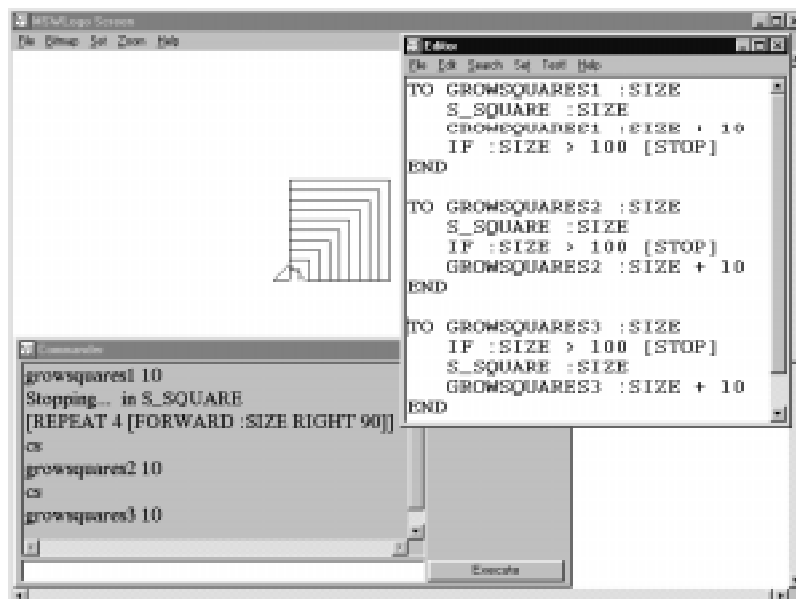 MSWLogo Screen
File Bitmap Set Zoom Help
Editor
File Edit Search Set Test! Help
TO GROWSQUARES1 :SIZE
S_SQUARE :SIZE
GROWSQUARES1 :SIZE + 10
IF :SIZE > 100 [STOP]
END
TO GROWSQUARES2 :SIZE
S_SQUARE :SIZE
IF :SIZE > 100 [STOP]
GROWSQUARES2 :SIZE + 10
END
TO GROWSQUARES3 :SIZE
IF :SIZE > 100 [STOP]
S_SQUARE :SIZE
GROWSQUARES3 :SIZE + 10
END
Commander
growsquares1 10
Stopping... in S_SQUARE
[REPEAT 4 [FORWARD :SIZE RIGHT 90]]
cs
growsquares2 10
cs
growsquares3 10
Execute